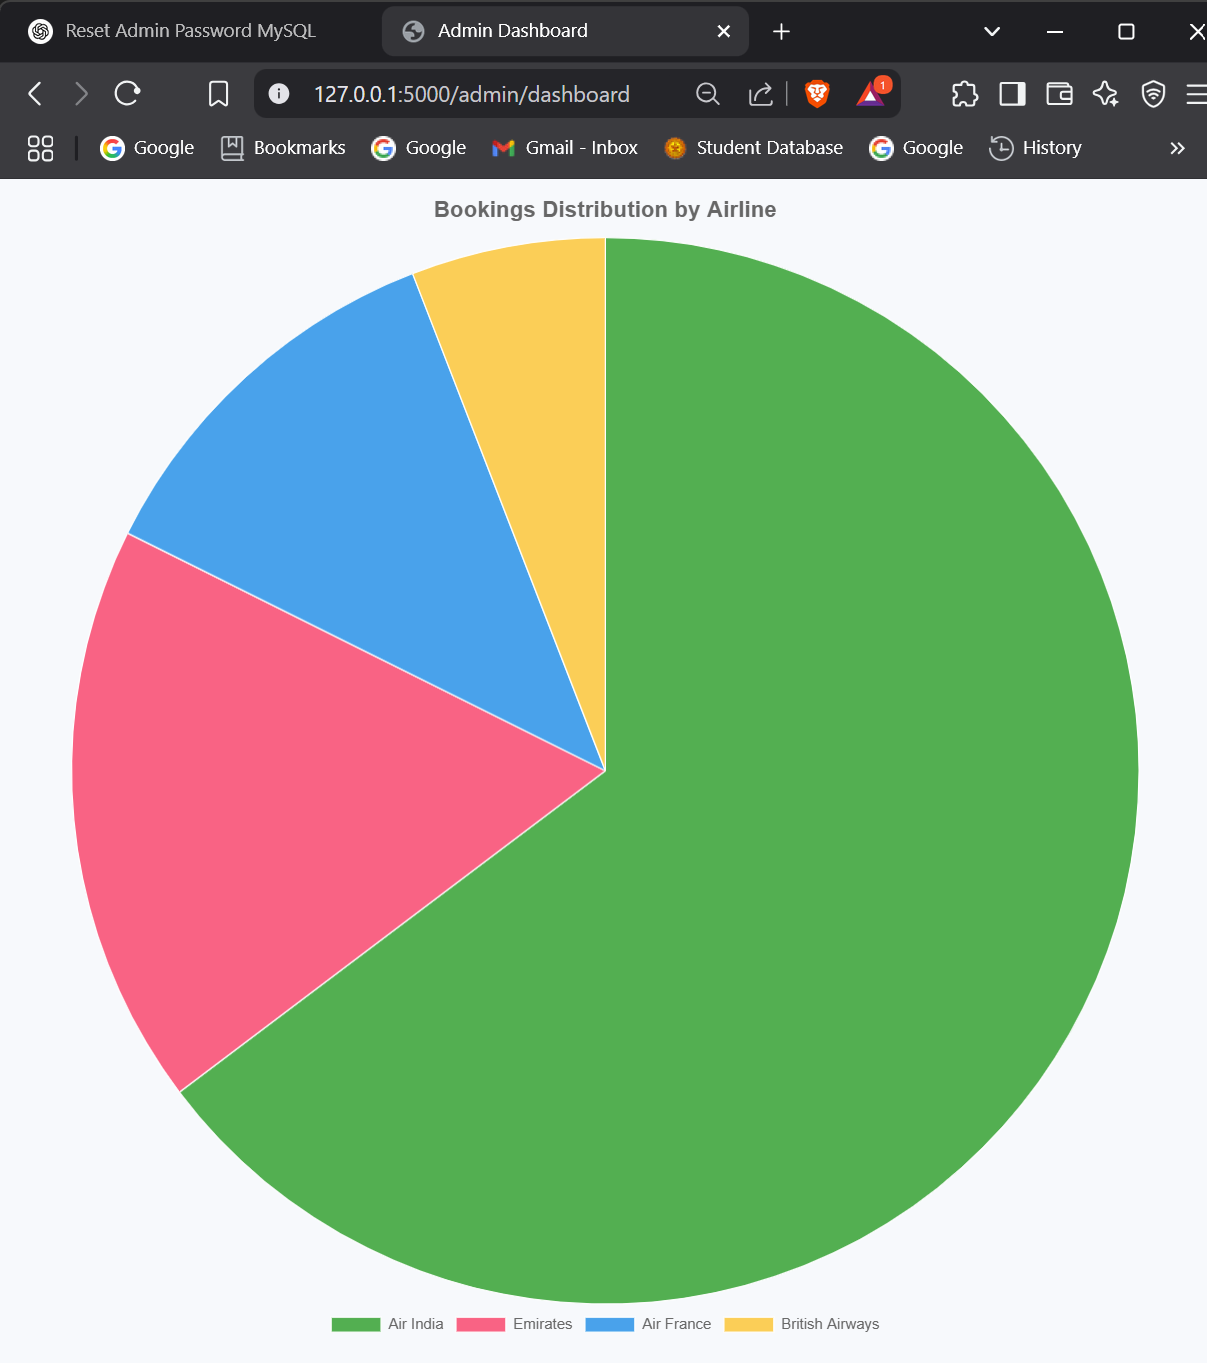 Reset Admin Password MySQL
Admin Dashboard
127.0.0.1:5000/admin/dashboard
1
Google
Bookmarks
Google
Gmail - Inbox
Student Database
Google
History
Bookings Distribution by Airline
Air India
Emirates
Air France
British Airways